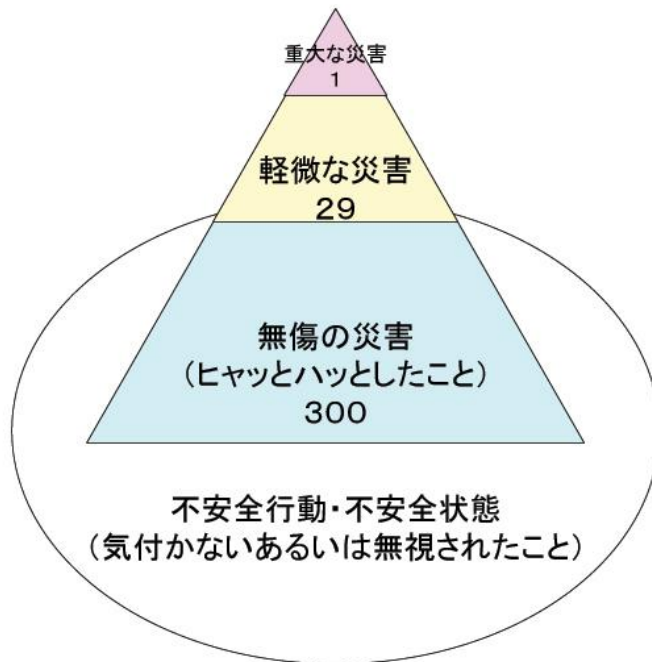 重大な災害
1
軽微な災害
29
無傷の災害
（ヒャッとハッとしたこと）
300
不安全行動・不安全状態
（気付かないあるいは無視されたこと）